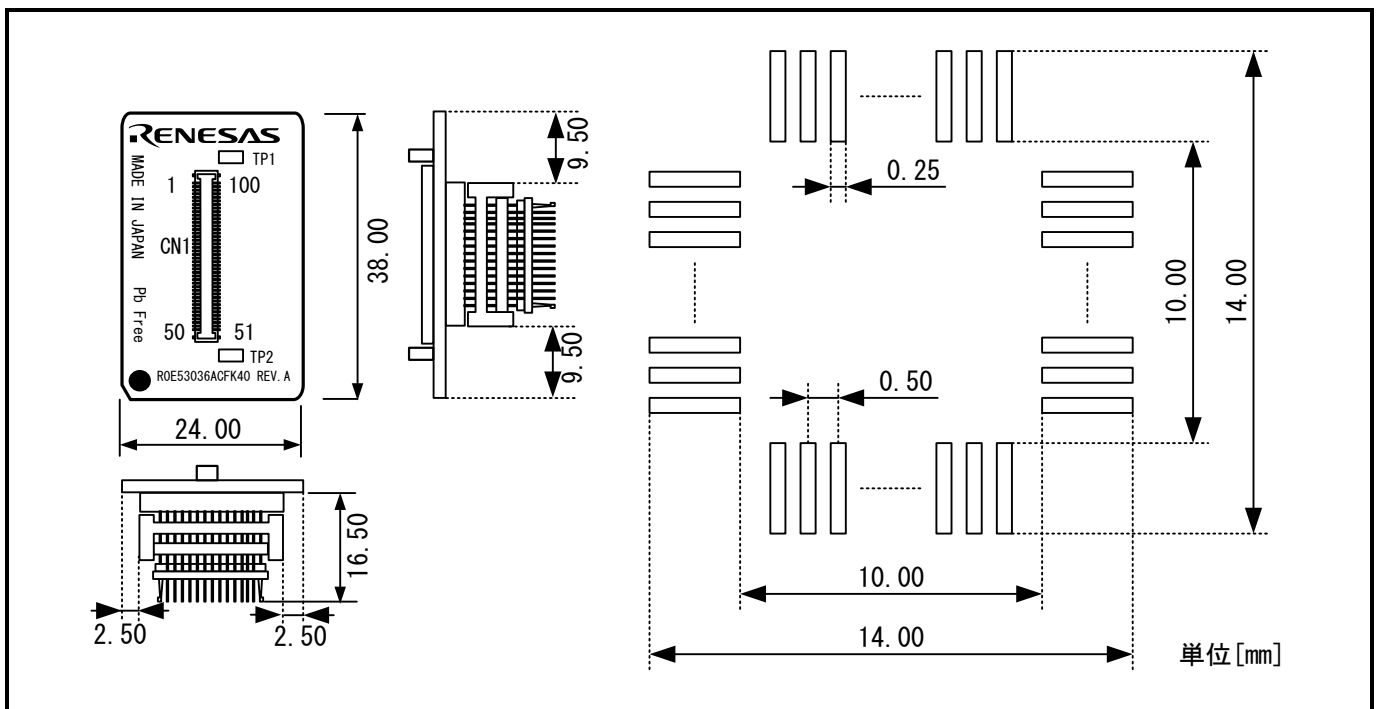 RENESAS
TP1
1
100
MADE IN JAPAN Pb Free
CN1
50
51
TP2
R0E53036ACFK40 REV.A
38.00
24.00
9.50
9.50
16.50
2.50
2.50
0.25
0.50
10.00
14.00
10.00
14.00
単位[mm]